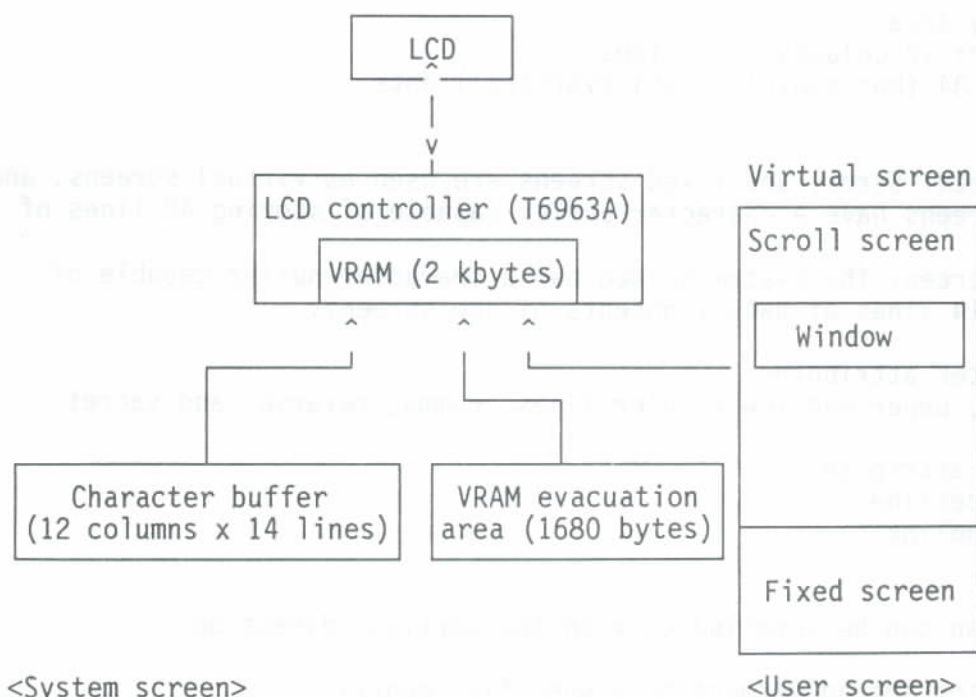 LCD
LCD controller (T6963A)
VRAM (2 kbytes)
Virtual screen
Scroll screen
Window
Character buffer
(12 columns x 14 lines)
VRAM evacuation
area (1680 bytes)
Fixed screen
<System screen>
<User screen>